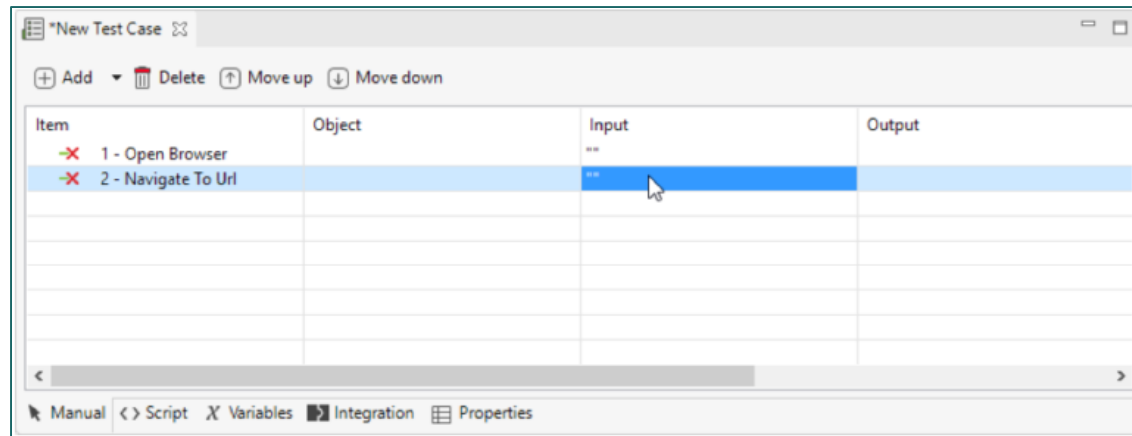 *New Test Case
Add Delete Move up Move down
Item Object Input Output
1 - Open Browser ""
2 - Navigate To Url ""
Manual <> Script X Variables Integration Properties